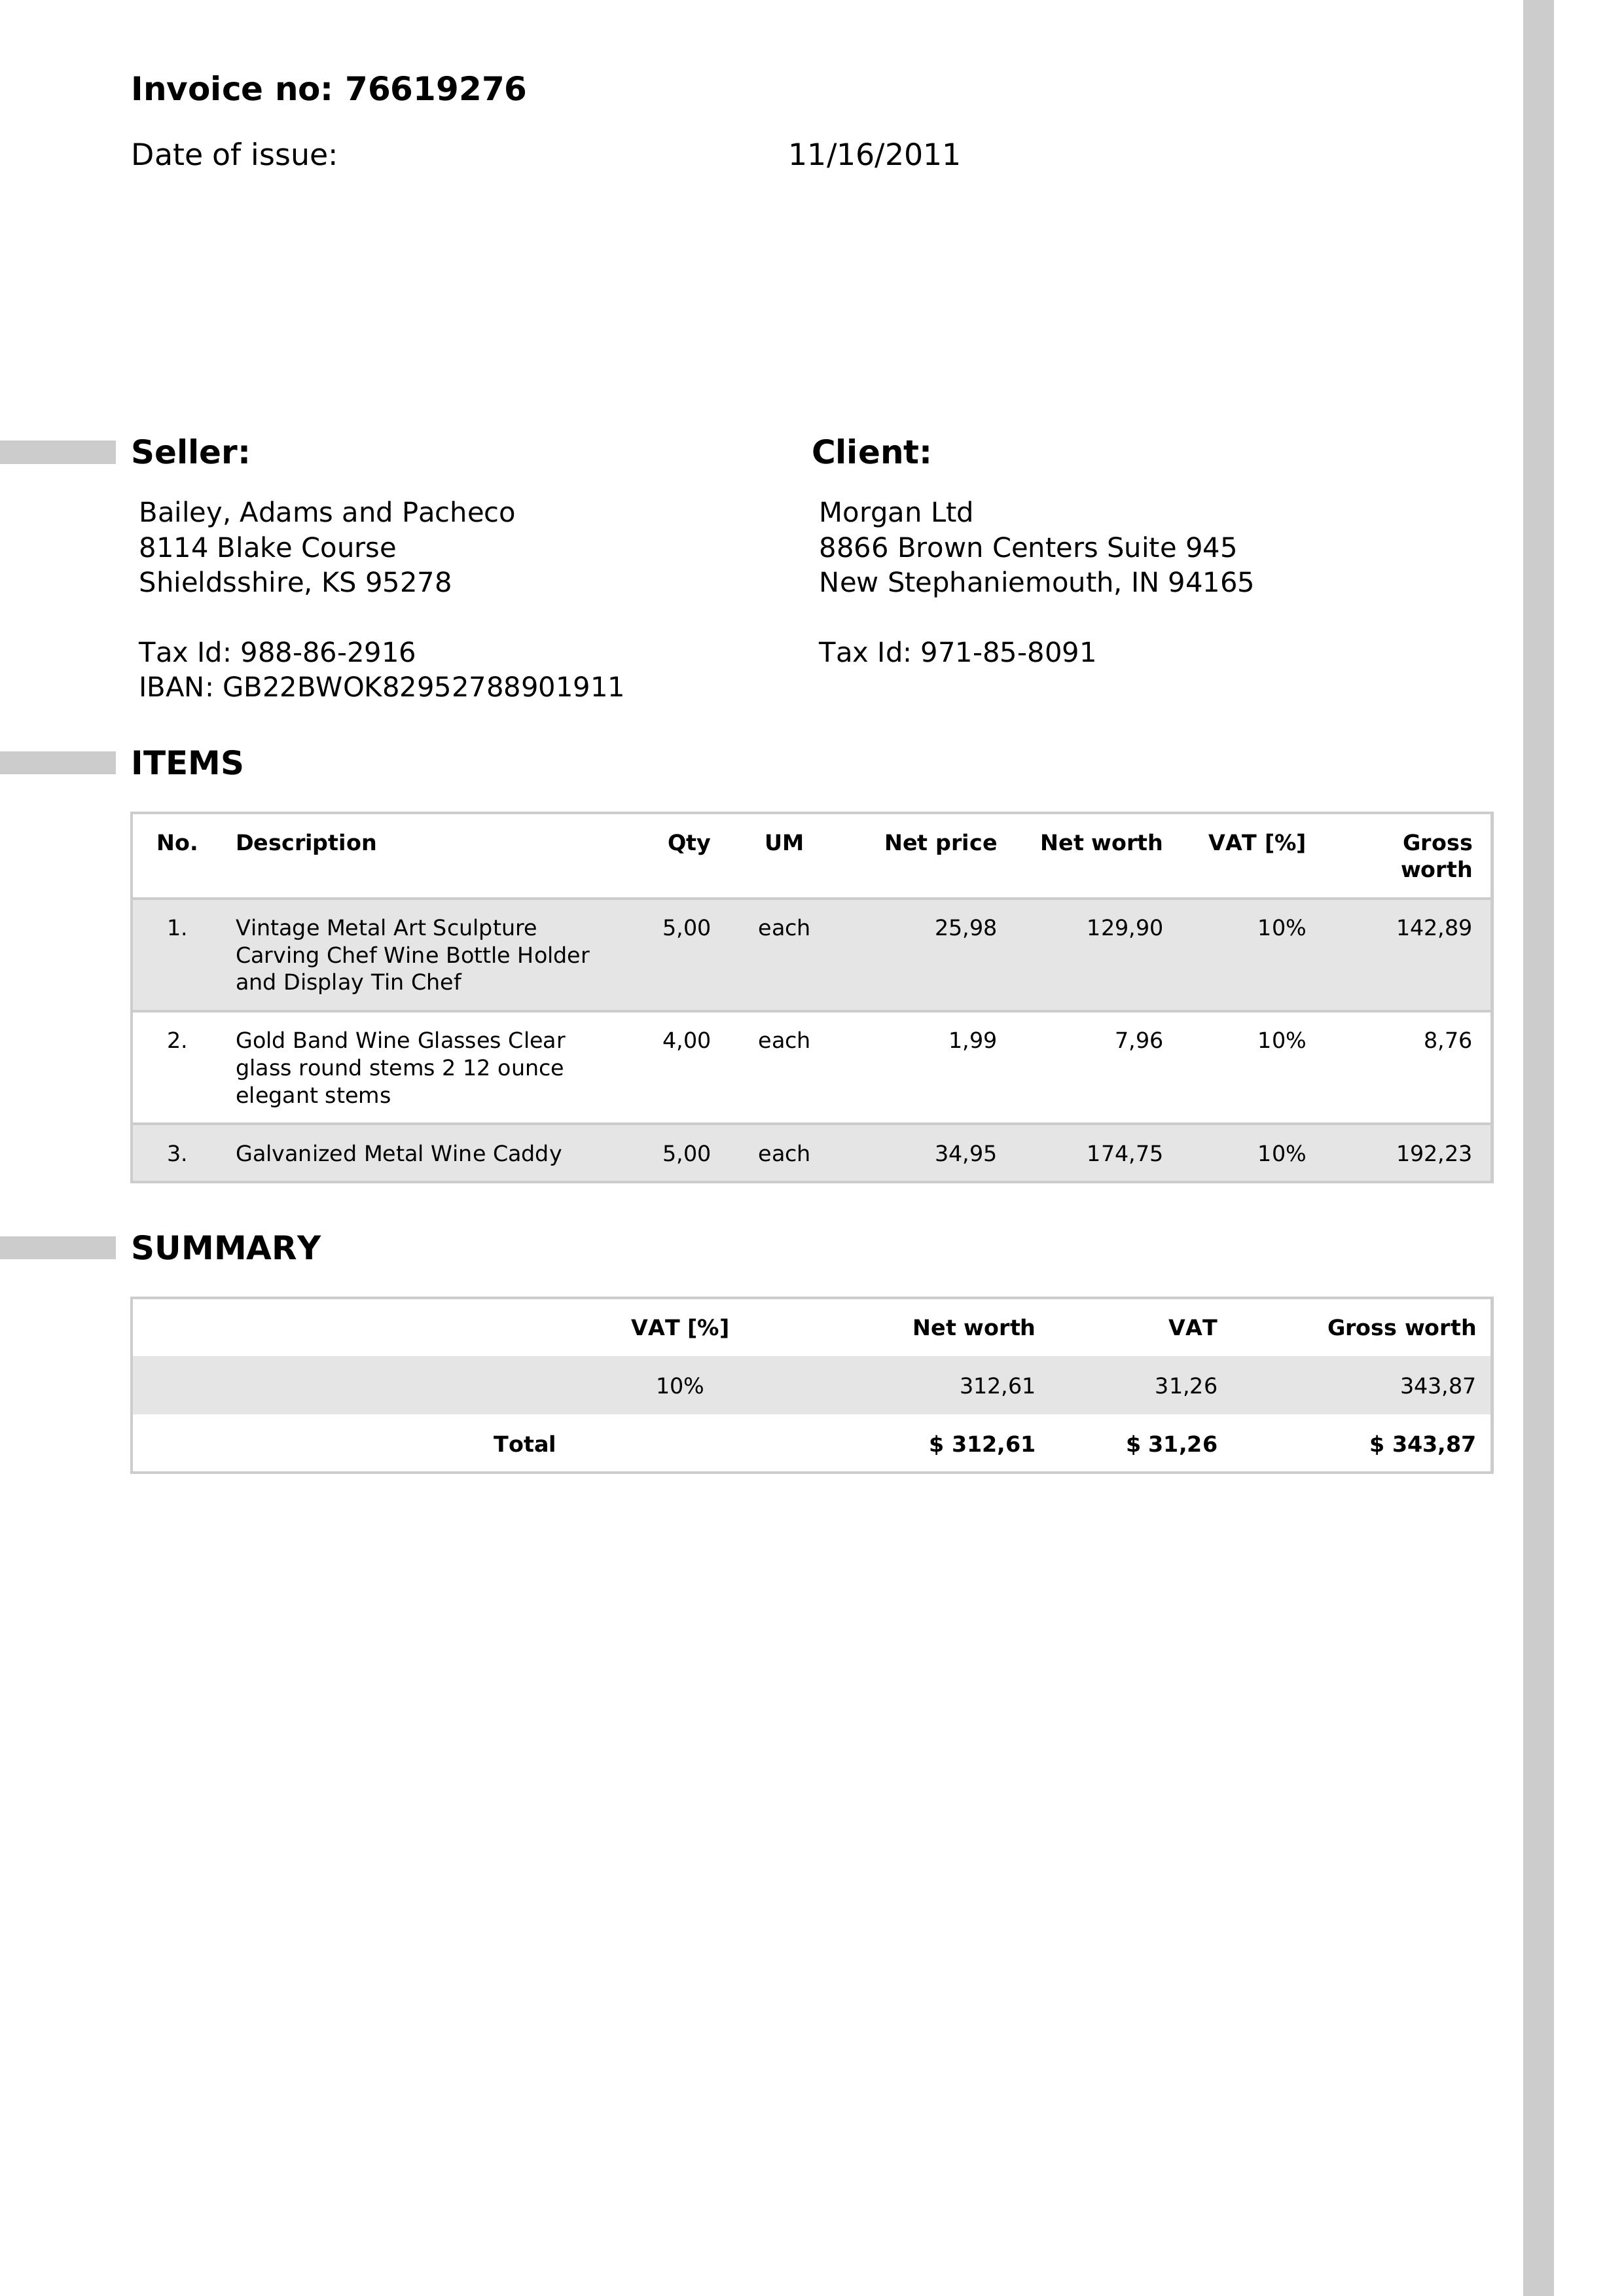 Invoice no: 76619276
Date of issue: 11/16/2011
Seller: Client:
Bailey, Adams and Pacheco Morgan Ltd
8114 Blake Course 8866 Brown Centers Suite 945
Shieldsshire, KS 95278 New Stephaniemouth, IN 94165
Tax Id: 988-86-2916 Tax Id: 971-85-8091
IBAN: GB22BWOK82952788901911
ITEMS
No. Description Qty UM Net price Net worth VAT [%] Gross
worth
1. Vintage Metal Art Sculpture 5,00 each 25,98 129,90 10% 142,89
Carving Chef Wine Bottle Holder
and Display Tin Chef
2. Gold Band Wine Glasses Clear 4,00 each 1,99 7,96 10% 8,76
glass round stems 2 12 ounce
elegant stems
3. Galvanized Metal Wine Caddy 5,00 each 34,95 174,75 10% 192,23
SUMMARY
VAT [%] Net worth VAT Gross worth
10% 312,61 31,26 343,87
Total $ 312,61 $ 31,26 $ 343,87